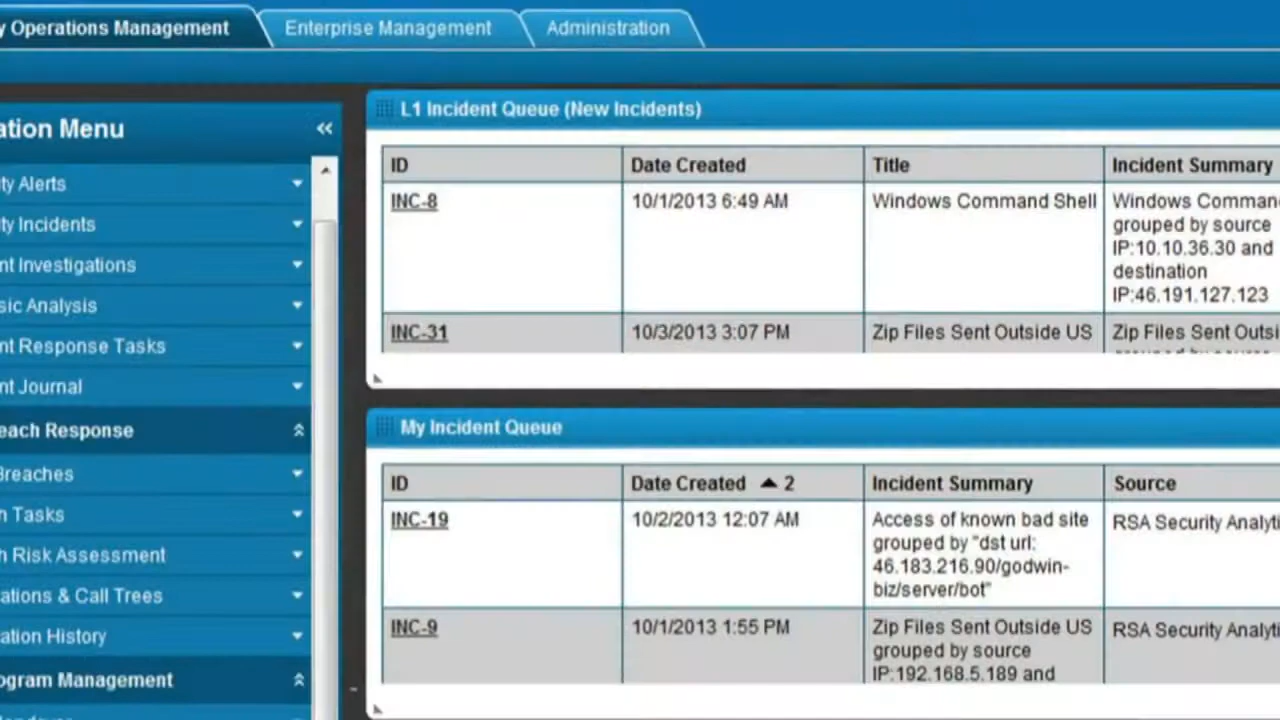 y Operations Management Enterprise Management Administration
ation Menu
ty Alerts
ty Incidents
nt Investigations
sic Analysis
nt Response Tasks
nt Journal
each Response
Breaches
h Tasks
h Risk Assessment
ations & Call Trees
ation History
ogram Management
L1 Incident Queue (New Incidents)
ID Date Created Title Incident Summary
INC-8 10/1/2013 6:49 AM Windows Command Shell Windows Comman
grouped by source
IP:10.10.36.30 and
destination
IP:46.191.127.123
INC-31 10/3/2013 3:07 PM Zip Files Sent Outside US Zip Files Sent Outsi
My Incident Queue
ID Date Created 2 Incident Summary Source
INC-19 10/2/2013 12:07 AM Access of known bad site RSA Security Analyti
grouped by "dst url:
46.183.216.90/godwin-
biz/server/bot"
INC-9 10/1/2013 1:55 PM Zip Files Sent Outside US RSA Security Analyti
grouped by source
IP:192.168.5.189 and